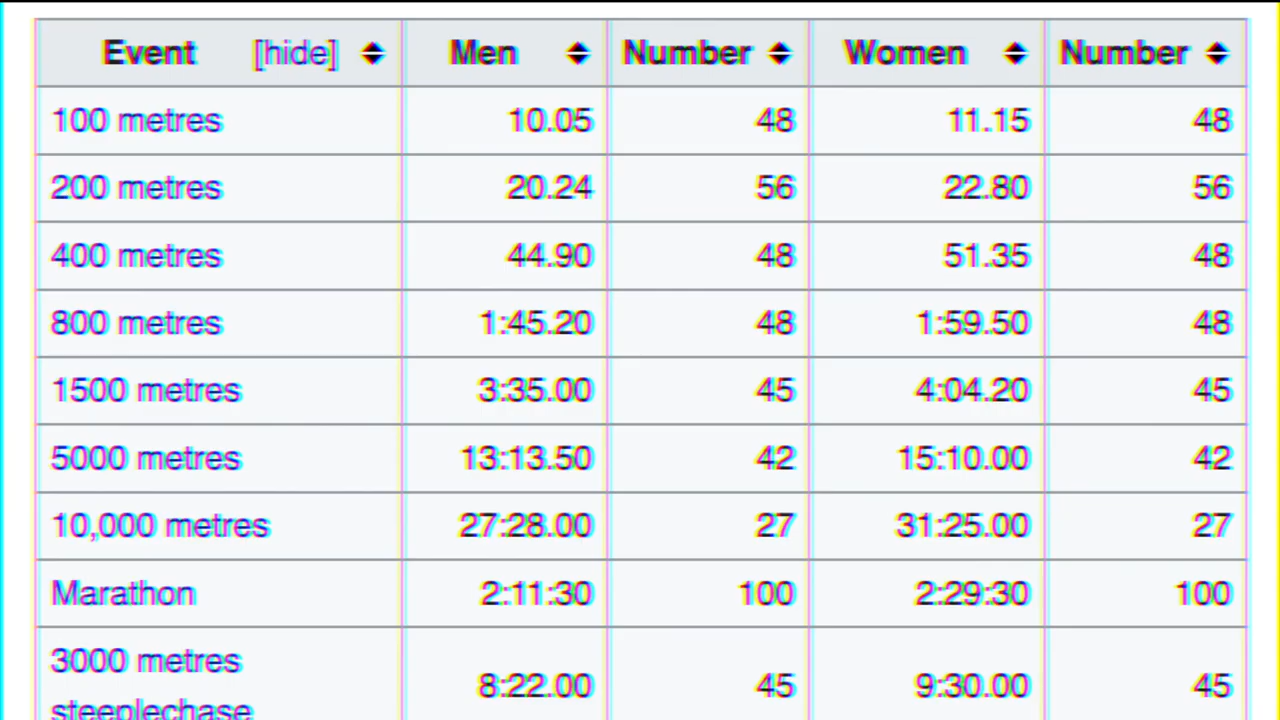 Event [hide] Men Number Women Number
100 metres 10.05 48 11.15 48
200 metres 20.24 56 22.80 56
400 metres 44.90 48 51.35 48
800 metres 1:45.20 48 1:59.50 48
1500 metres 3:35.00 45 4:04.20 45
5000 metres 13:13.50 42 15:10.00 42
10,000 metres 27:28.00 27 31:25.00 27
Marathon 2:11:30 100 2:29:30 100
3000 metres
steeplechase 8:22.00 45 9:30.00 45